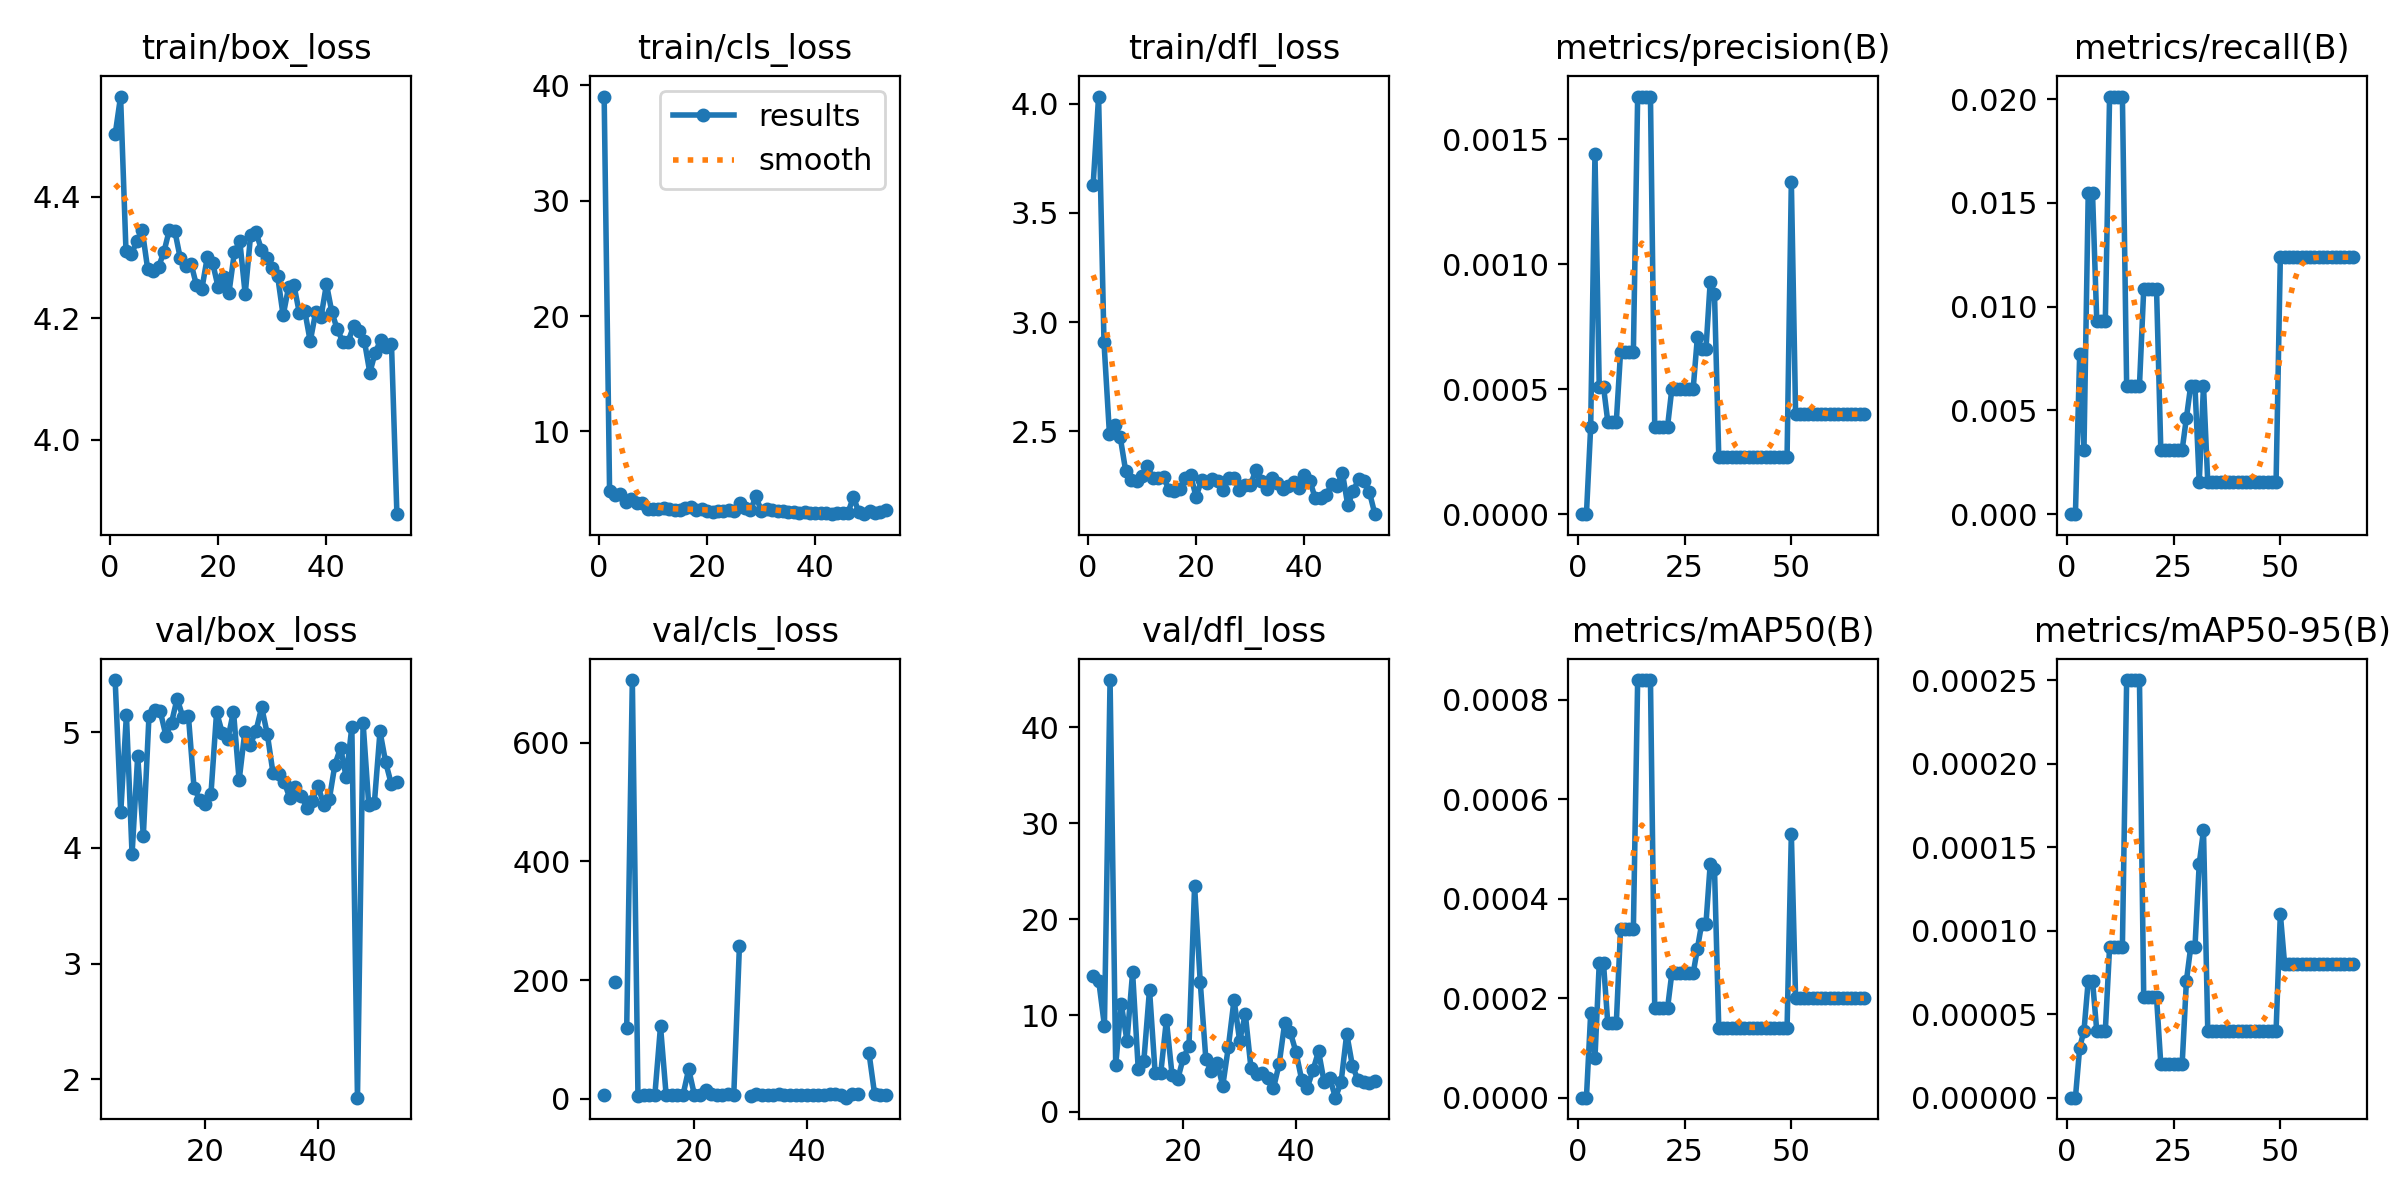 train/box_loss
4.4
4.2
4.0
0 20 40
train/cls_loss
40
30
20
10
results
smooth
0 20 40
train/dfl_loss
4.0
3.5
3.0
2.5
0 20 40
metrics/precision(B)
0.0015
0.0010
0.0005
0.0000
0 25 50
metrics/recall(B)
0.020
0.015
0.010
0.005
0.000
0 25 50
val/box_loss
5
4
3
2
20 40
val/cls_loss
600
400
200
0
20 40
val/dfl_loss
40
30
20
10
0
20 40
metrics/mAP50(B)
0.0008
0.0006
0.0004
0.0002
0.0000
0 25 50
metrics/mAP50-95(B)
0.00025
0.00020
0.00015
0.00010
0.00005
0.00000
0 25 50